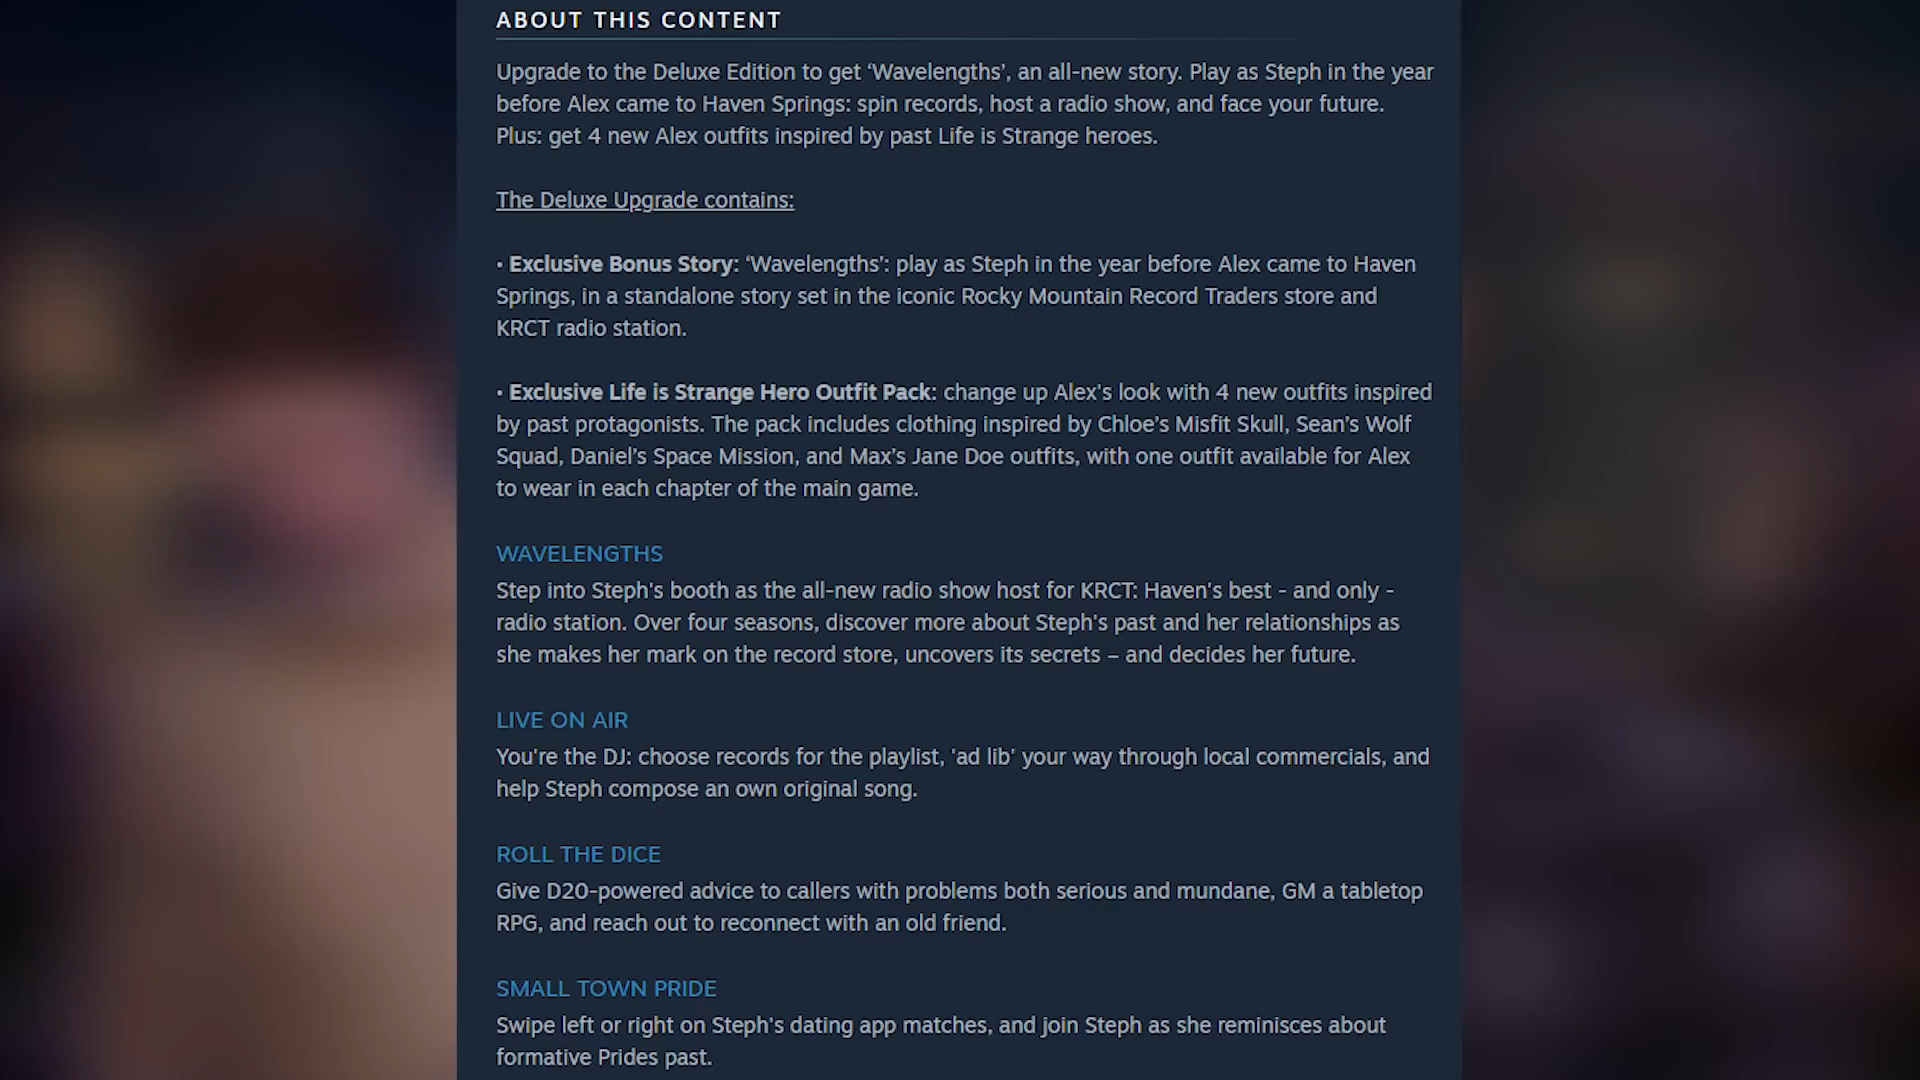 ABOUT THIS CONTENT
Upgrade to the Deluxe Edition to get ‘Wavelengths’, an all-new story. Play as Steph in the year
before Alex came to Haven Springs: spin records, host a radio show, and face your future.
Plus: get 4 new Alex outfits inspired by past Life is Strange heroes.
The Deluxe Upgrade contains:
• Exclusive Bonus Story: ‘Wavelengths’: play as Steph in the year before Alex came to Haven
Springs, in a standalone story set in the iconic Rocky Mountain Record Traders store and
KRCT radio station.
• Exclusive Life is Strange Hero Outfit Pack: change up Alex's look with 4 new outfits inspired
by past protagonists. The pack includes clothing inspired by Chloe’s Misfit Skull, Sean’s Wolf
Squad, Daniel’s Space Mission, and Max’s Jane Doe outfits, with one outfit available for Alex
to wear in each chapter of the main game.
WAVELENGTHS
Step into Steph's booth as the all-new radio show host for KRCT: Haven's best - and only -
radio station. Over four seasons, discover more about Steph's past and her relationships as
she makes her mark on the record store, uncovers its secrets – and decides her future.
LIVE ON AIR
You're the DJ: choose records for the playlist, 'ad lib' your way through local commercials, and
help Steph compose an own original song.
ROLL THE DICE
Give D20-powered advice to callers with problems both serious and mundane, GM a tabletop
RPG, and reach out to reconnect with an old friend.
SMALL TOWN PRIDE
Swipe left or right on Steph's dating app matches, and join Steph as she reminisces about
formative Prides past.